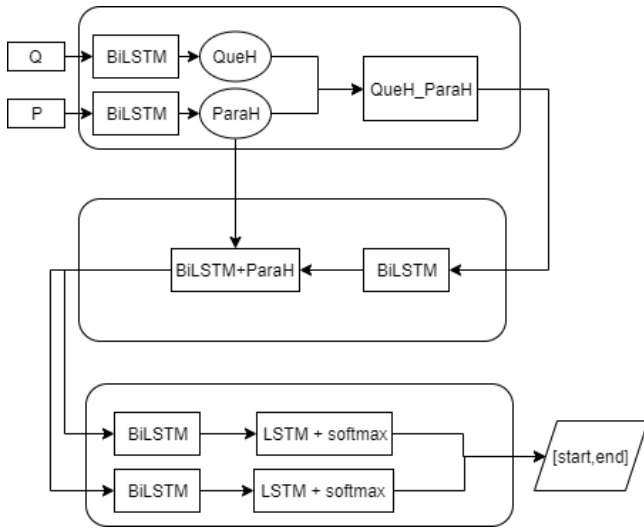 Q
BiLSTM
QueH
P
BiLSTM
ParaH
QueH_ParaH
BiLSTM+ParaH
BiLSTM
BiLSTM
LSTM + softmax
BiLSTM
LSTM + softmax
[start,end]